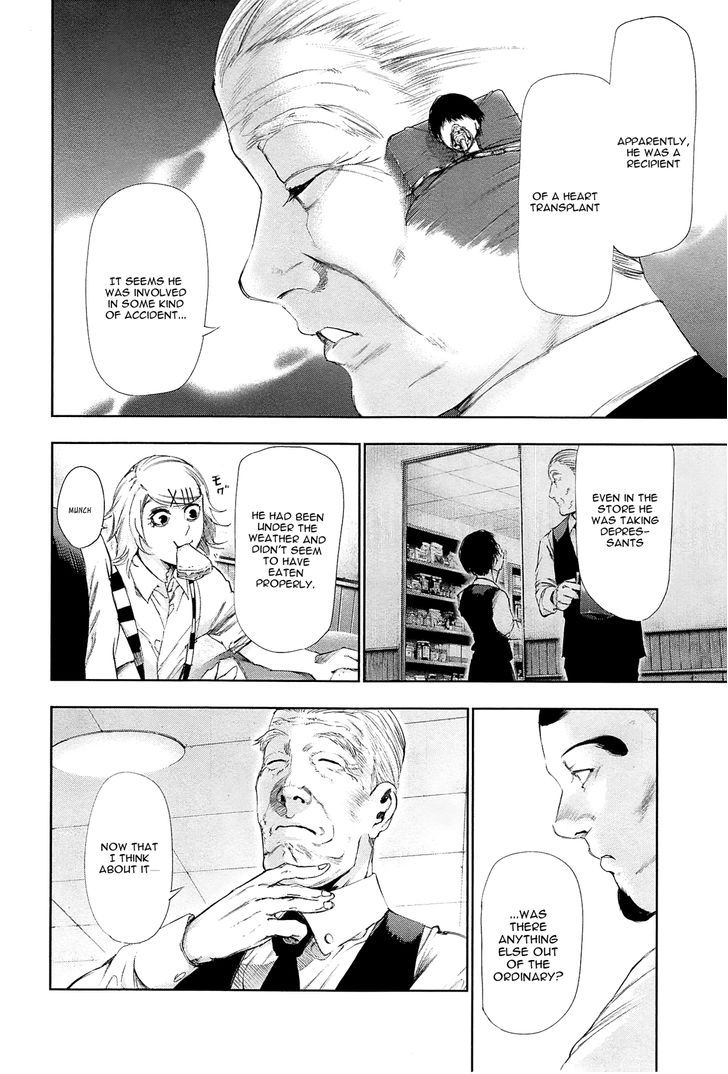 APPARENTLY,
HE WAS A
RECIPIENT
OF A HEART
TRANSPLANT
IT SEEMS HE
WAS INVOLVED
IN SOME KIND
OF ACCIDENT...
EVEN IN THE
STORE HE
WAS TAKING
DEPRES-
SANTS
HE HAD BEEN
UNDER THE
WEATHER AND
DIDN'T SEEM
TO HAVE
EATEN
PROPERLY.
モグ
MUNCH
...WAS
THERE
ANYTHING
ELSE OUT
OF THE
ORDINARY?
NOW THAT
I THINK
ABOUT IT—